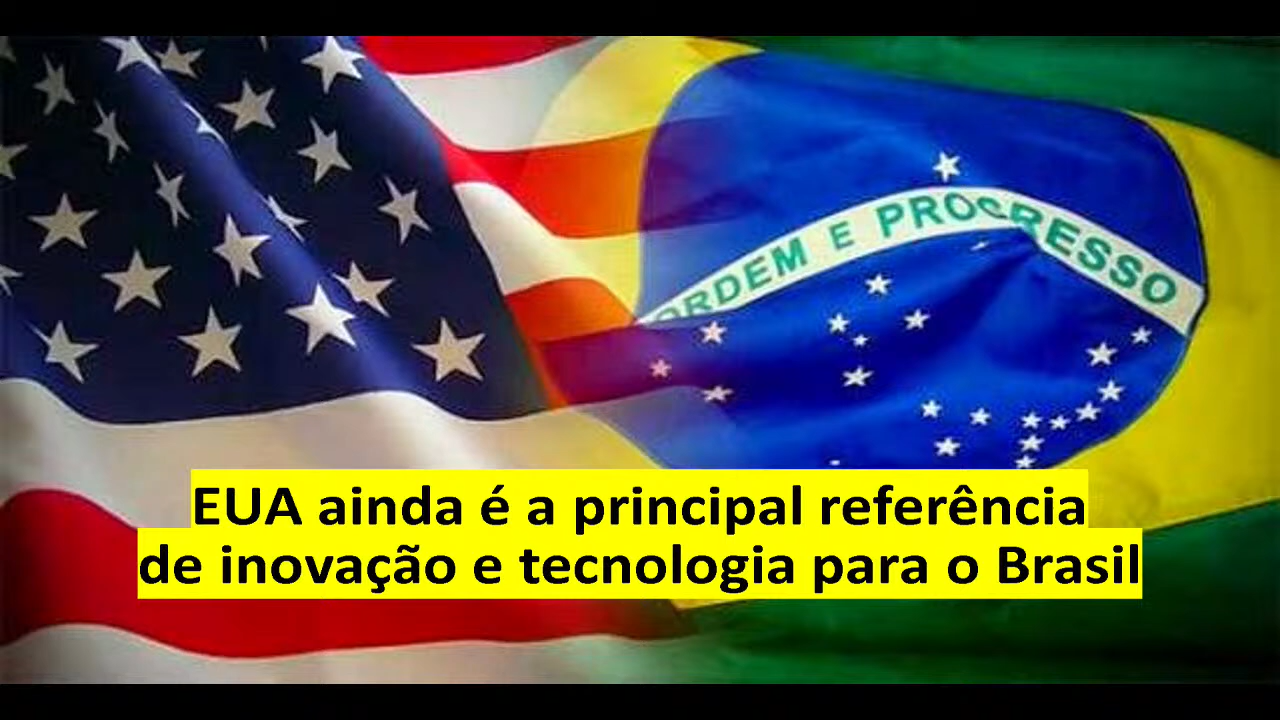 ORDEM E PROGRESSO
EUA ainda é a principal referência
de inovação e tecnologia para o Brasil